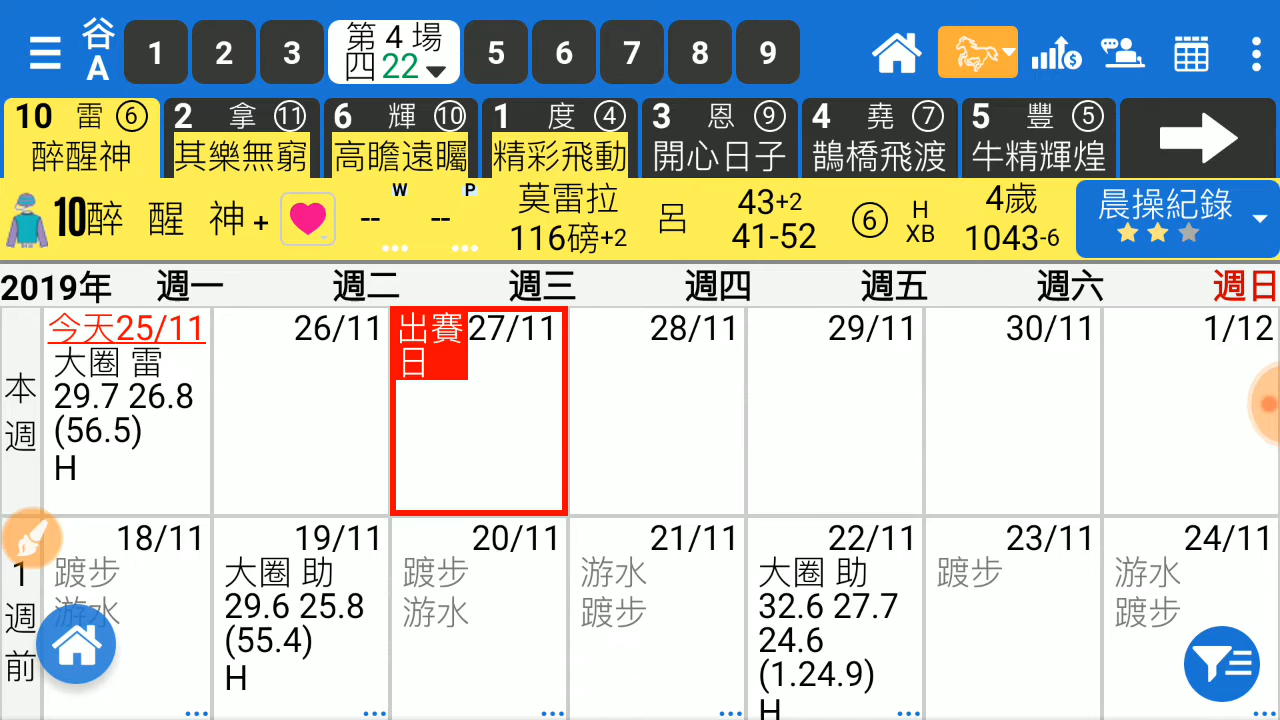 谷A 1 2 3 第4場四22 5 6 7 8 9
10 雷 ⑥ 2 拿 ⑪ 6 輝 ⑩ 1 度 ④ 3 恩 ⑨ 4 堯 ⑦ 5 豐 ⑤
醉醒神 其樂無窮 高瞻遠矚 精彩飛動 開心日子 鵲橋飛渡 牛精輝煌
10醉醒神+ W -- P -- 莫雷拉 116磅+2 呂 43+2 41-52 ⑥ H XB 4歲 1043-6 晨操紀錄
2019年 週一 週二 週三 週四 週五 週六 週日
本週
今天25/11
大圈 雷
29.7 26.8
(56.5)
H
26/11
出賽日 27/11
28/11
29/11
30/11
1/12
1週前
18/11
踱步
游水
19/11
大圈 助
29.6 25.8
(55.4)
H
20/11
踱步
游水
21/11
游水
踱步
22/11
大圈 助
32.6 27.7
24.6
(1.24.9)
H
23/11
踱步
24/11
游水
踱步